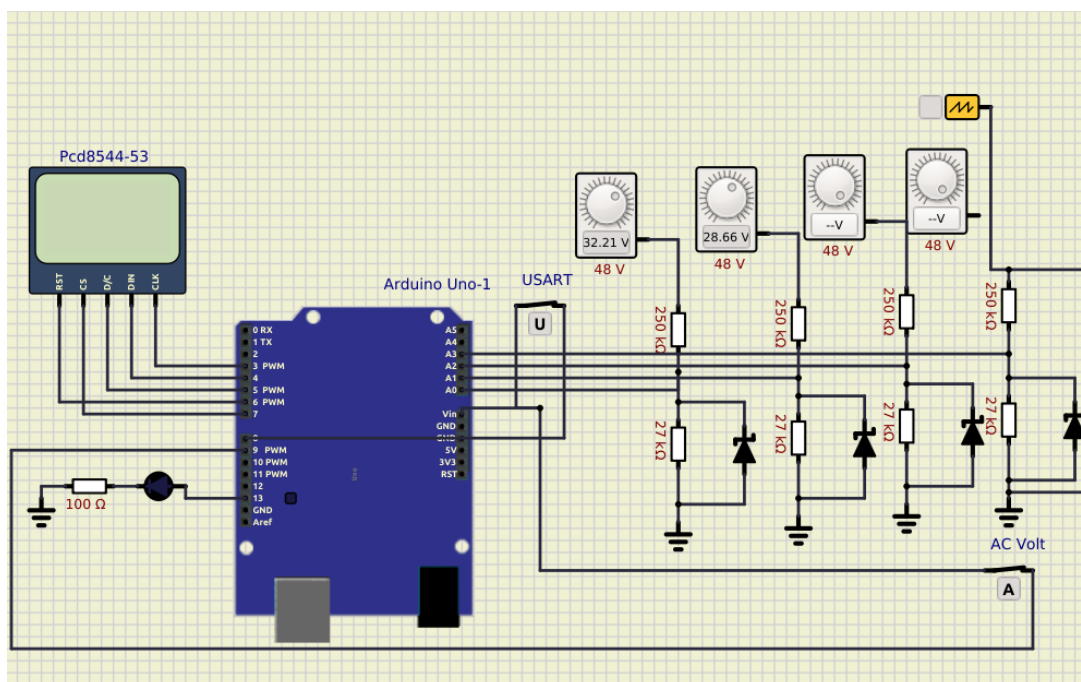 Pcd8544-53
RST
CS
D/C
DIN
CLK
Arduino Uno-1
USART
U
32.21 V
48 V
28.66 V
48 V
--V
48 V
--V
48 V
0 RX
1 TX
2
3 PWM
4
5 PWM
6 PWM
7
8
9 PWM
10 PWM
11 PWM
12
13
GND
Aref
A5
A4
A3
A2
A1
A0
Vin
GND
GND
5V
3V3
RST
Uno
250 kΩ
250 kΩ
250 kΩ
250 kΩ
27 kΩ
27 kΩ
27 kΩ
27 kΩ
100 Ω
AC Volt
A